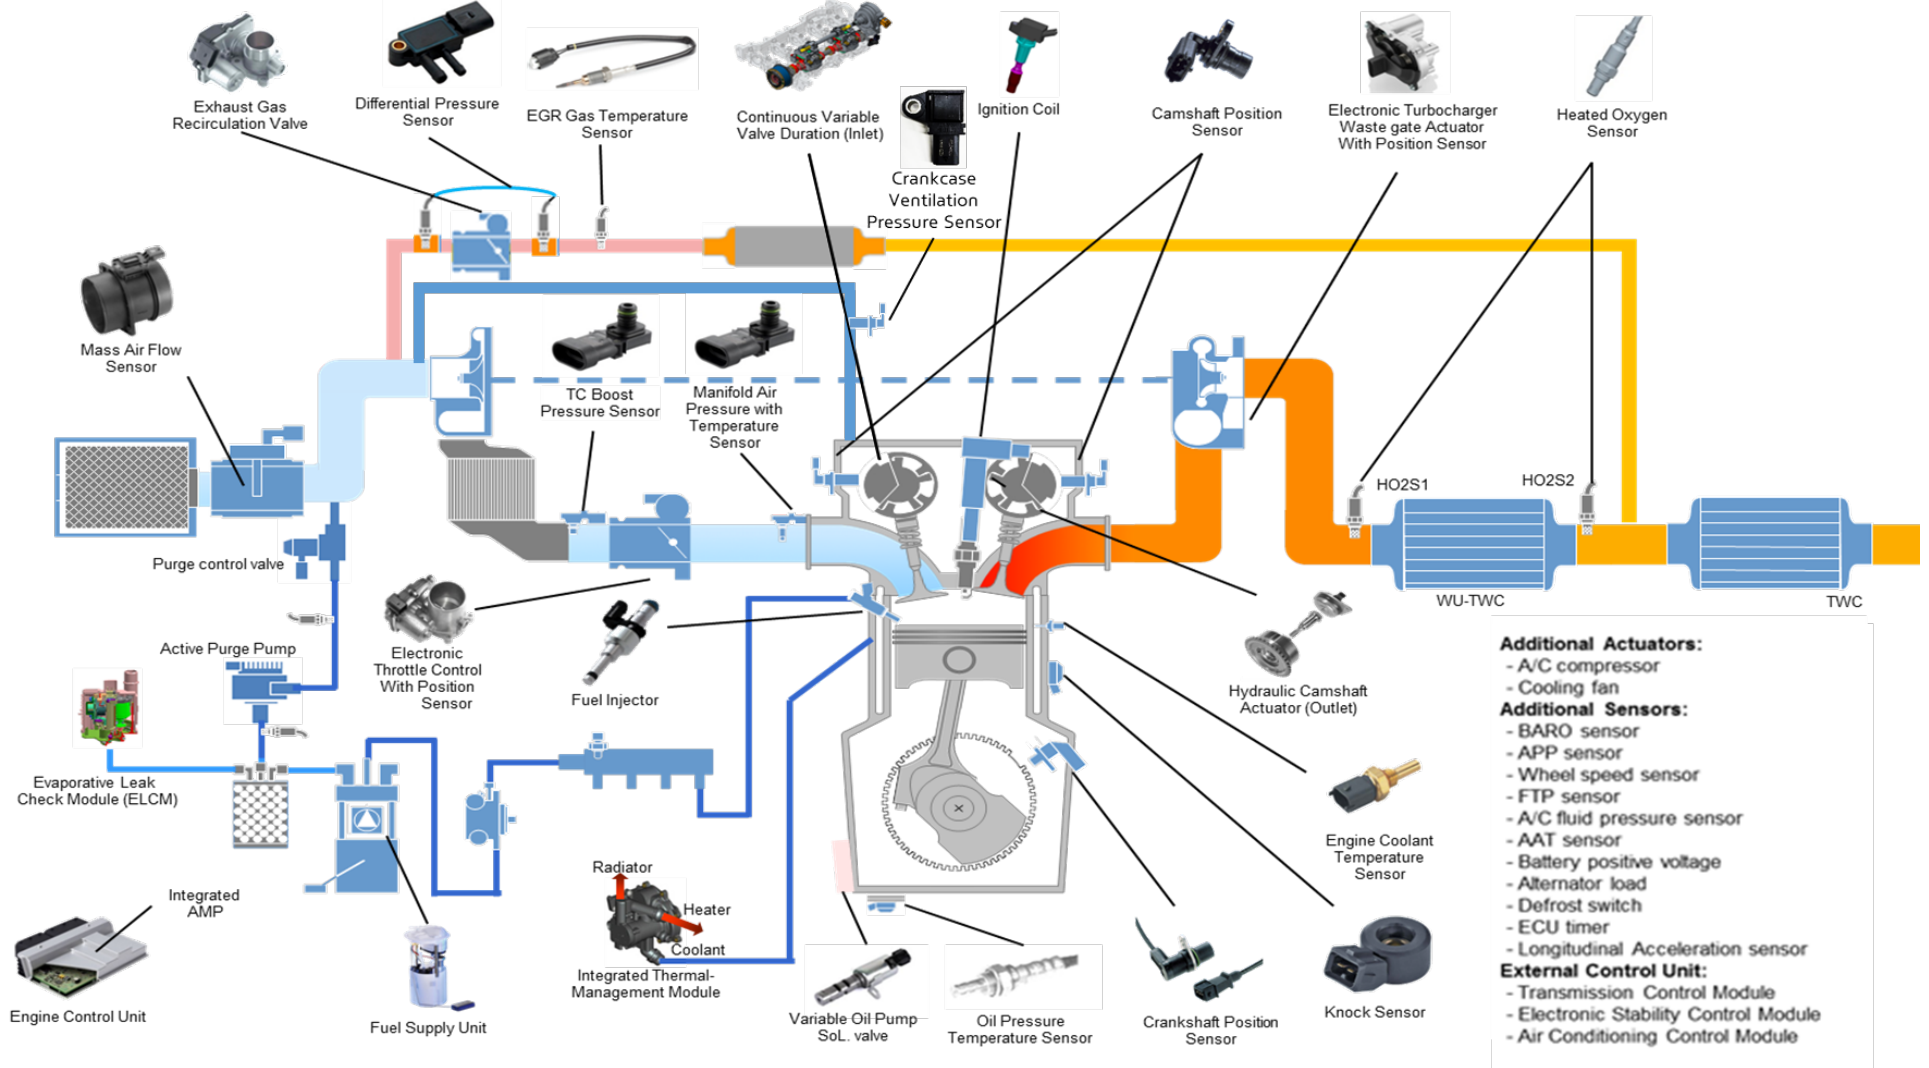 Exhaust Gas
Recirculation Valve
Differential Pressure
Sensor
EGR Gas Temperature
Sensor
Continuous Variable
Valve Duration (Inlet)
Crankcase
Ventilation
Pressure Sensor
Ignition Coil
Camshaft Position
Sensor
Electronic Turbocharger
Waste gate Actuator
With Position Sensor
Heated Oxygen
Sensor
Mass Air Flow
Sensor
TC Boost
Pressure Sensor
Manifold Air
Pressure with
Temperature
Sensor
HO2S1
HO2S2
Purge control valve
WU-TWC
TWC
Electronic
Throttle Control
With Position
Sensor
Fuel Injector
Active Purge Pump
Hydraulic Camshaft
Actuator (Outlet)
Evaporative Leak
Check Module (ELCM)
Engine Coolant
Temperature
Sensor
Integrated
AMP
Radiator
Heater
Coolant
Integrated Thermal-
Management Module
Engine Control Unit
Fuel Supply Unit
Variable Oil Pump
SoL. valve
Oil Pressure
Temperature Sensor
Crankshaft Position
Sensor
Knock Sensor
Additional Actuators:
- A/C compressor
- Cooling fan
Additional Sensors:
- BARO sensor
- APP sensor
- Wheel speed sensor
- FTP sensor
- A/C fluid pressure sensor
- AAT sensor
- Battery positive voltage
- Alternator load
- Defrost switch
- ECU timer
- Longitudinal Acceleration sensor
External Control Unit:
- Transmission Control Module
- Electronic Stability Control Module
- Air Conditioning Control Module